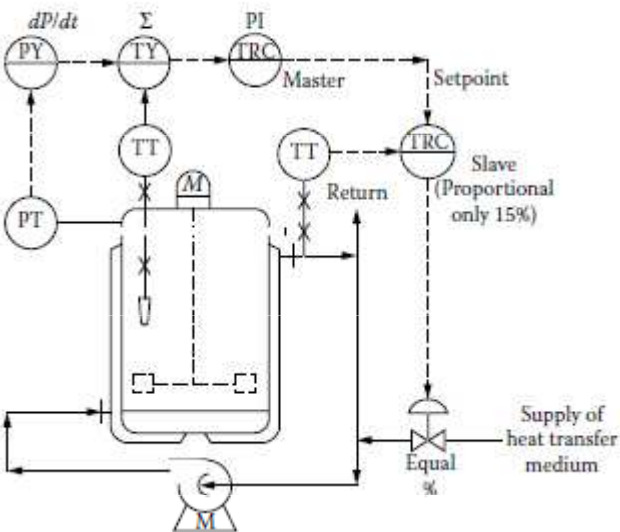 dP/dt
Σ
PI
PY
TY
TRC
Master
Setpoint
TT
TT
TRC
Slave
(Proportional
only 15%)
M
Return
PT
Supply of
heat transfer
medium
Equal
%
M